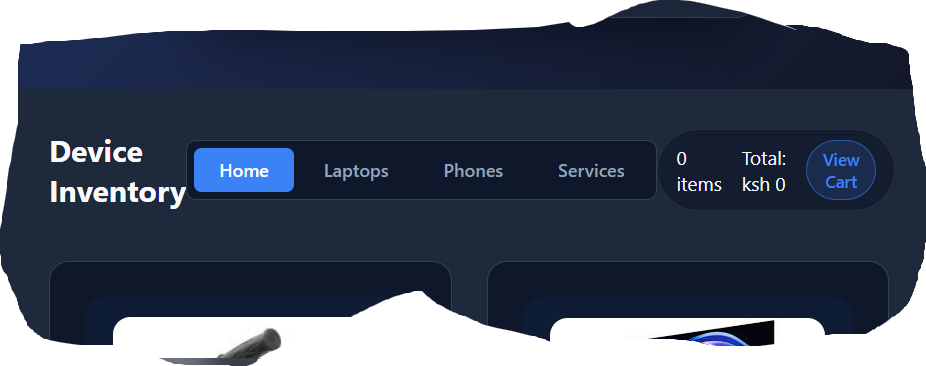 Device
Inventory
Home
Laptops
Phones
Services
0
items
Total:
ksh 0
View
Cart